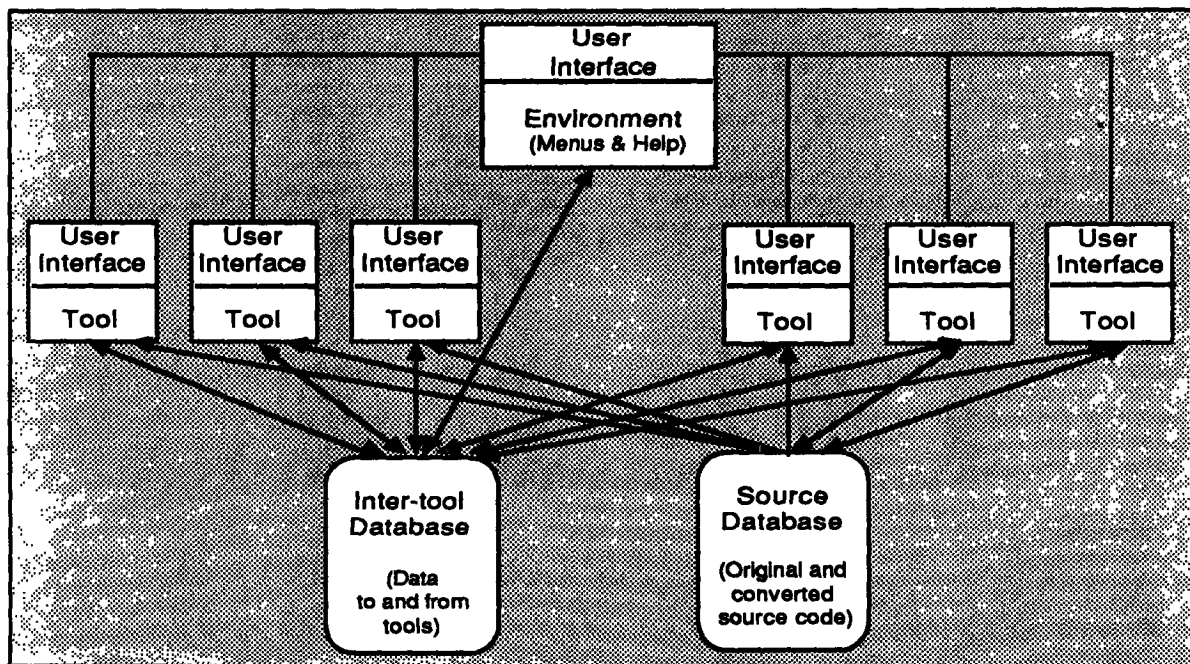 User
Interface
Environment
(Menus & Help)
User
Interface
Tool
User
Interface
Tool
User
Interface
Tool
User
Interface
Tool
User
Interface
Tool
User
Interface
Tool
Inter-tool
Database
(Data
to and from
tools)
Source
Database
(Original and
converted
source code)